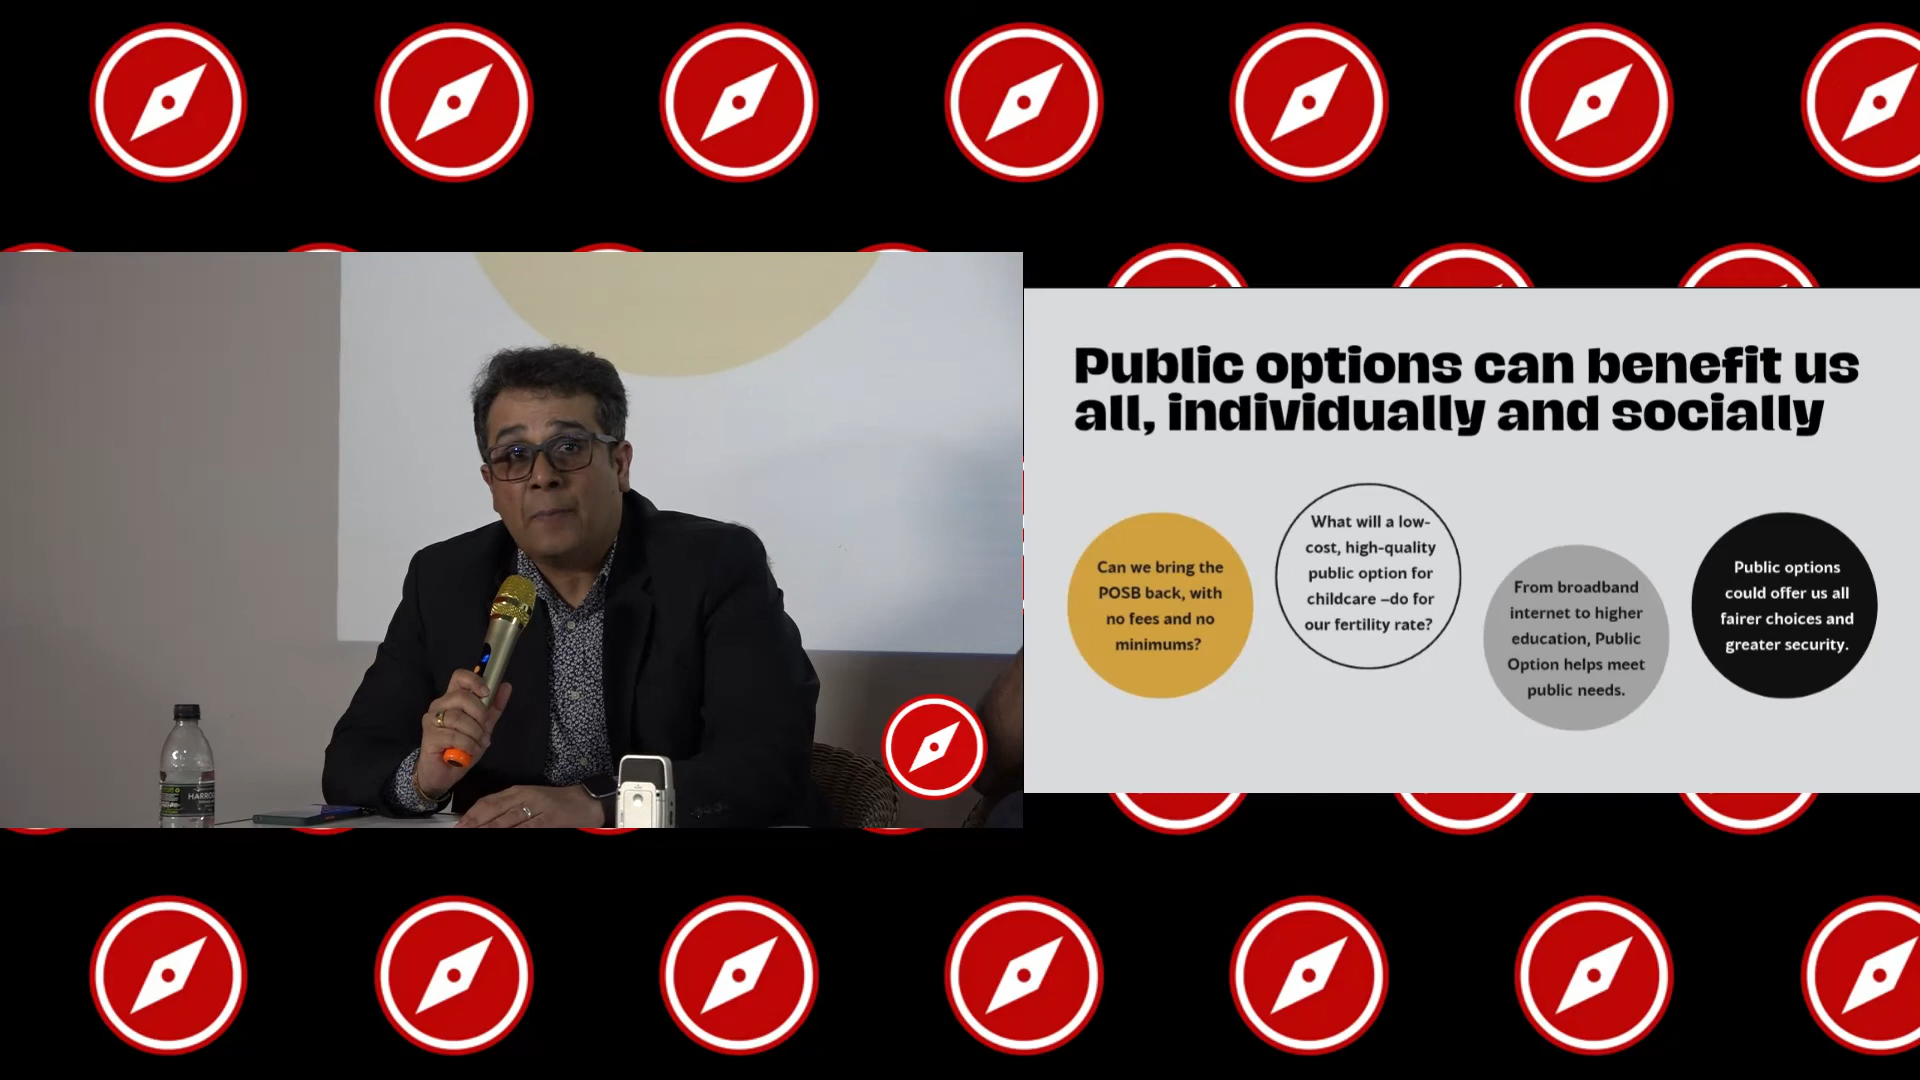 Public options can benefit us
all, individually and socially
Can we bring the
POSB back, with
no fees and no
minimums?
What will a low-
cost, high-quality
public option for
childcare –do for
our fertility rate?
From broadband
internet to higher
education, Public
Option helps meet
public needs.
Public options
could offer us all
fairer choices and
greater security.